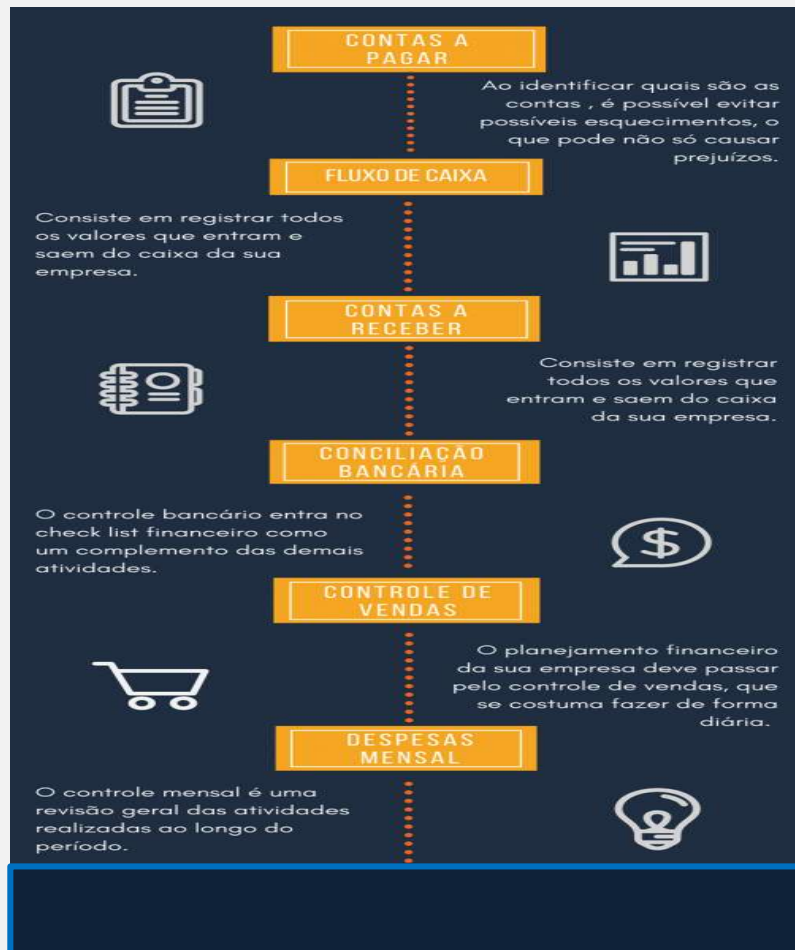 CONTAS A
PAGAR
Ao identificar quais são as
contas , é possível evitar
possíveis esquecimentos, o
que pode não só causar
prejuízos.
FLUXO DE CAIXA
Consiste em registrar todos
os valores que entram e
saem do caixa da sua
empresa.
CONTAS A
RECEBER
Consiste em registrar
todos os valores que
entram e saem do caixa
da sua empresa.
CONCILIAÇÃO
BANCÁRIA
O controle bancário entra no
check list financeiro como
um complemento das demais
atividades.
CONTROLE DE
VENDAS
O planejamento financeiro
da sua empresa deve passar
pelo controle de vendas, que
se costuma fazer de forma
diária.
DESPESAS
MENSAL
O controle mensal é uma
revisão geral das atividades
realizadas ao longo do
período.